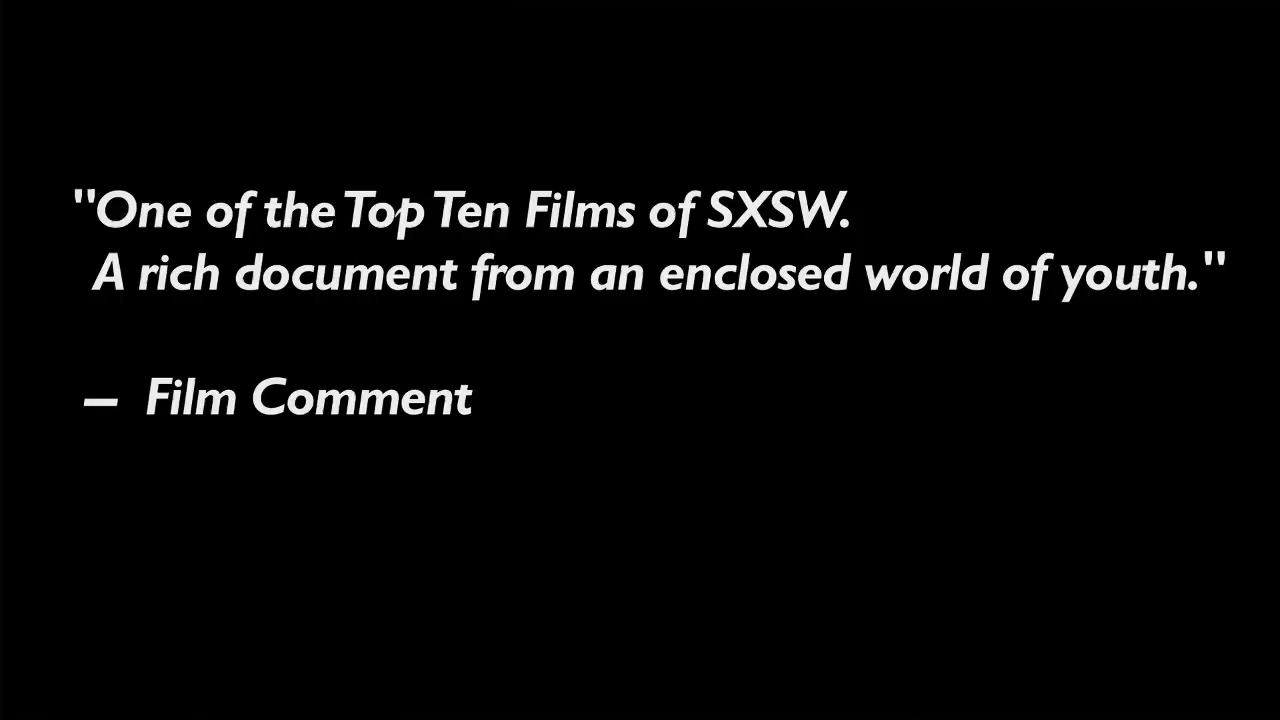 "One of the Top Ten Films of SXSW.
A rich document from an enclosed world of youth."
– Film Comment